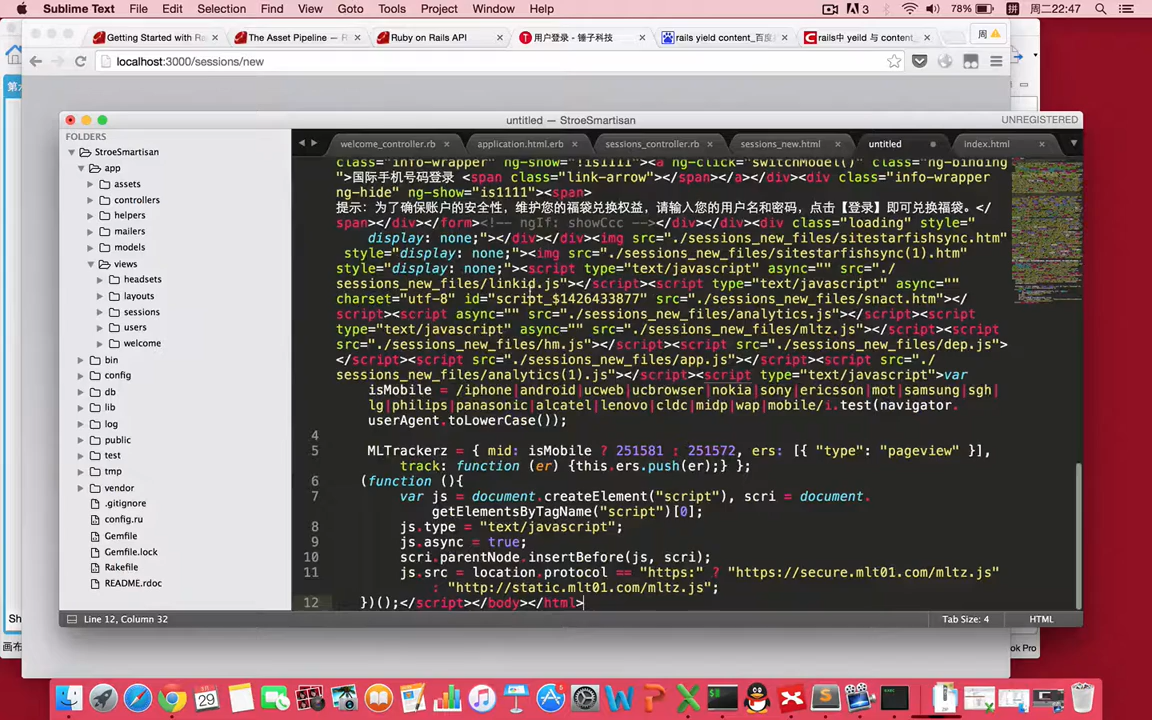 Sublime Text File Edit Selection Find View Goto Tools Project Window Help
3 78% 拼 周二22:47
Getting Started with Ra
The Asset Pipeline — R
Ruby on Rails API
用户登录 - 锤子科技
rails yield content_百度
rails中 yeild 与 content_
周
localhost:3000/sessions/new
第六
untitled — StroeSmartisan
UNREGISTERED
FOLDERS
StroeSmartisan
app
assets
controllers
helpers
mailers
models
views
headsets
layouts
sessions
users
welcome
bin
config
db
lib
log
public
test
tmp
vendor
.gitignore
config.ru
Gemfile
Gemfile.lock
Rakefile
README.rdoc
welcome_controller.rb
application.html.erb
sessions_controller.rb
sessions_new.html
untitled
index.html
class="info-wrapper" ng-show="!is1111"><a ng-click="switchModel()" class="ng-binding"
>国际手机号码登录 <span class="link-arrow"></span></a></div><div class="info-wrapper
ng-hide" ng-show="is1111"><span>
提示：为了确保账户的安全性，维护您的福袋兑换权益，请输入您的用户名和密码，点击【登录】即可兑换福袋。</
span></div></form><!-- ngIf: showCcc --></div></div><div class="loading" style="
display: none;"></div></div><img src="./sessions_new_files/sitestarfishsync.htm"
style="display: none;"><img src="./sessions_new_files/sitestarfishsync(1).htm"
style="display: none;"><script type="text/javascript" async="" src="./
sessions_new_files/linkid.js"></script><script type="text/javascript" async=""
charset="utf-8" id="script_$1426433877" src="./sessions_new_files/snact.htm"></
script><script async="" src="./sessions_new_files/analytics.js"></script><script
type="text/javascript" async="" src="./sessions_new_files/mltz.js"></script><script
src="./sessions_new_files/hm.js"></script><script src="./sessions_new_files/dep.js">
</script><script src="./sessions_new_files/app.js"></script><script src="./
sessions_new_files/analytics(1).js"></script><script type="text/javascript">var
isMobile = /iphone|android|ucweb|ucbrowser|nokia|sony|ericsson|mot|samsung|sgh|
lg|philips|panasonic|alcatel|lenovo|cldc|midp|wap|mobile/i.test(navigator.
userAgent.toLowerCase());
4
5 MLTrackerz = { mid: isMobile ? 251581 : 251572, ers: [{ "type": "pageview" }],
track: function (er) {this.ers.push(er);} };
6 (function (){
7 var js = document.createElement("script"), scri = document.
getElementsByTagName("script")[0];
8 js.type = "text/javascript";
9 js.async = true;
10 scri.parentNode.insertBefore(js, scri);
11 js.src = location.protocol == "https:" ? "https://secure.mlt01.com/mltz.js"
: "http://static.mlt01.com/mltz.js";
12 })();</script></body></html>
Line 12, Column 32
Tab Size: 4
HTML
Sh
画布
ok Pro
29